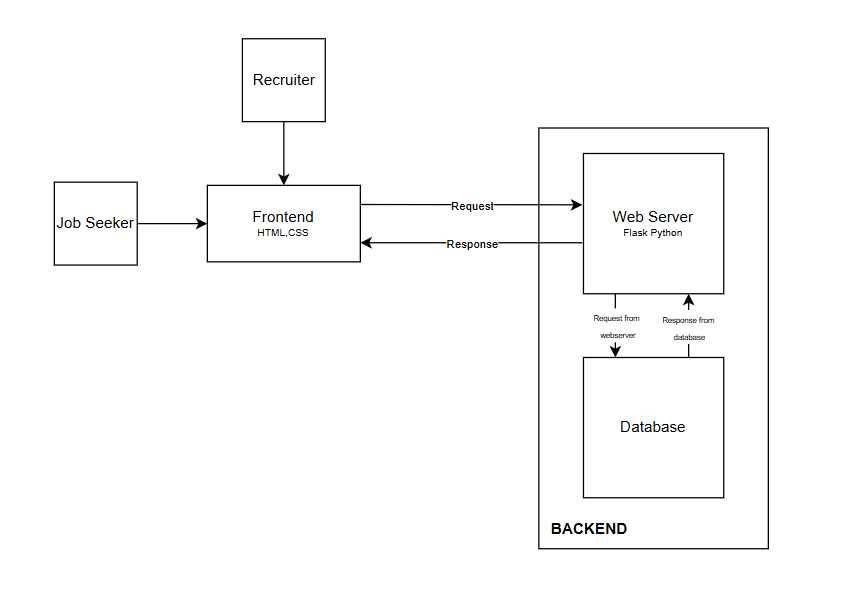 Recruiter
Job Seeker
Frontend
HTML,CSS
Request
Response
Web Server
Flask Python
Request from
webserver
Response from
database
Database
BACKEND